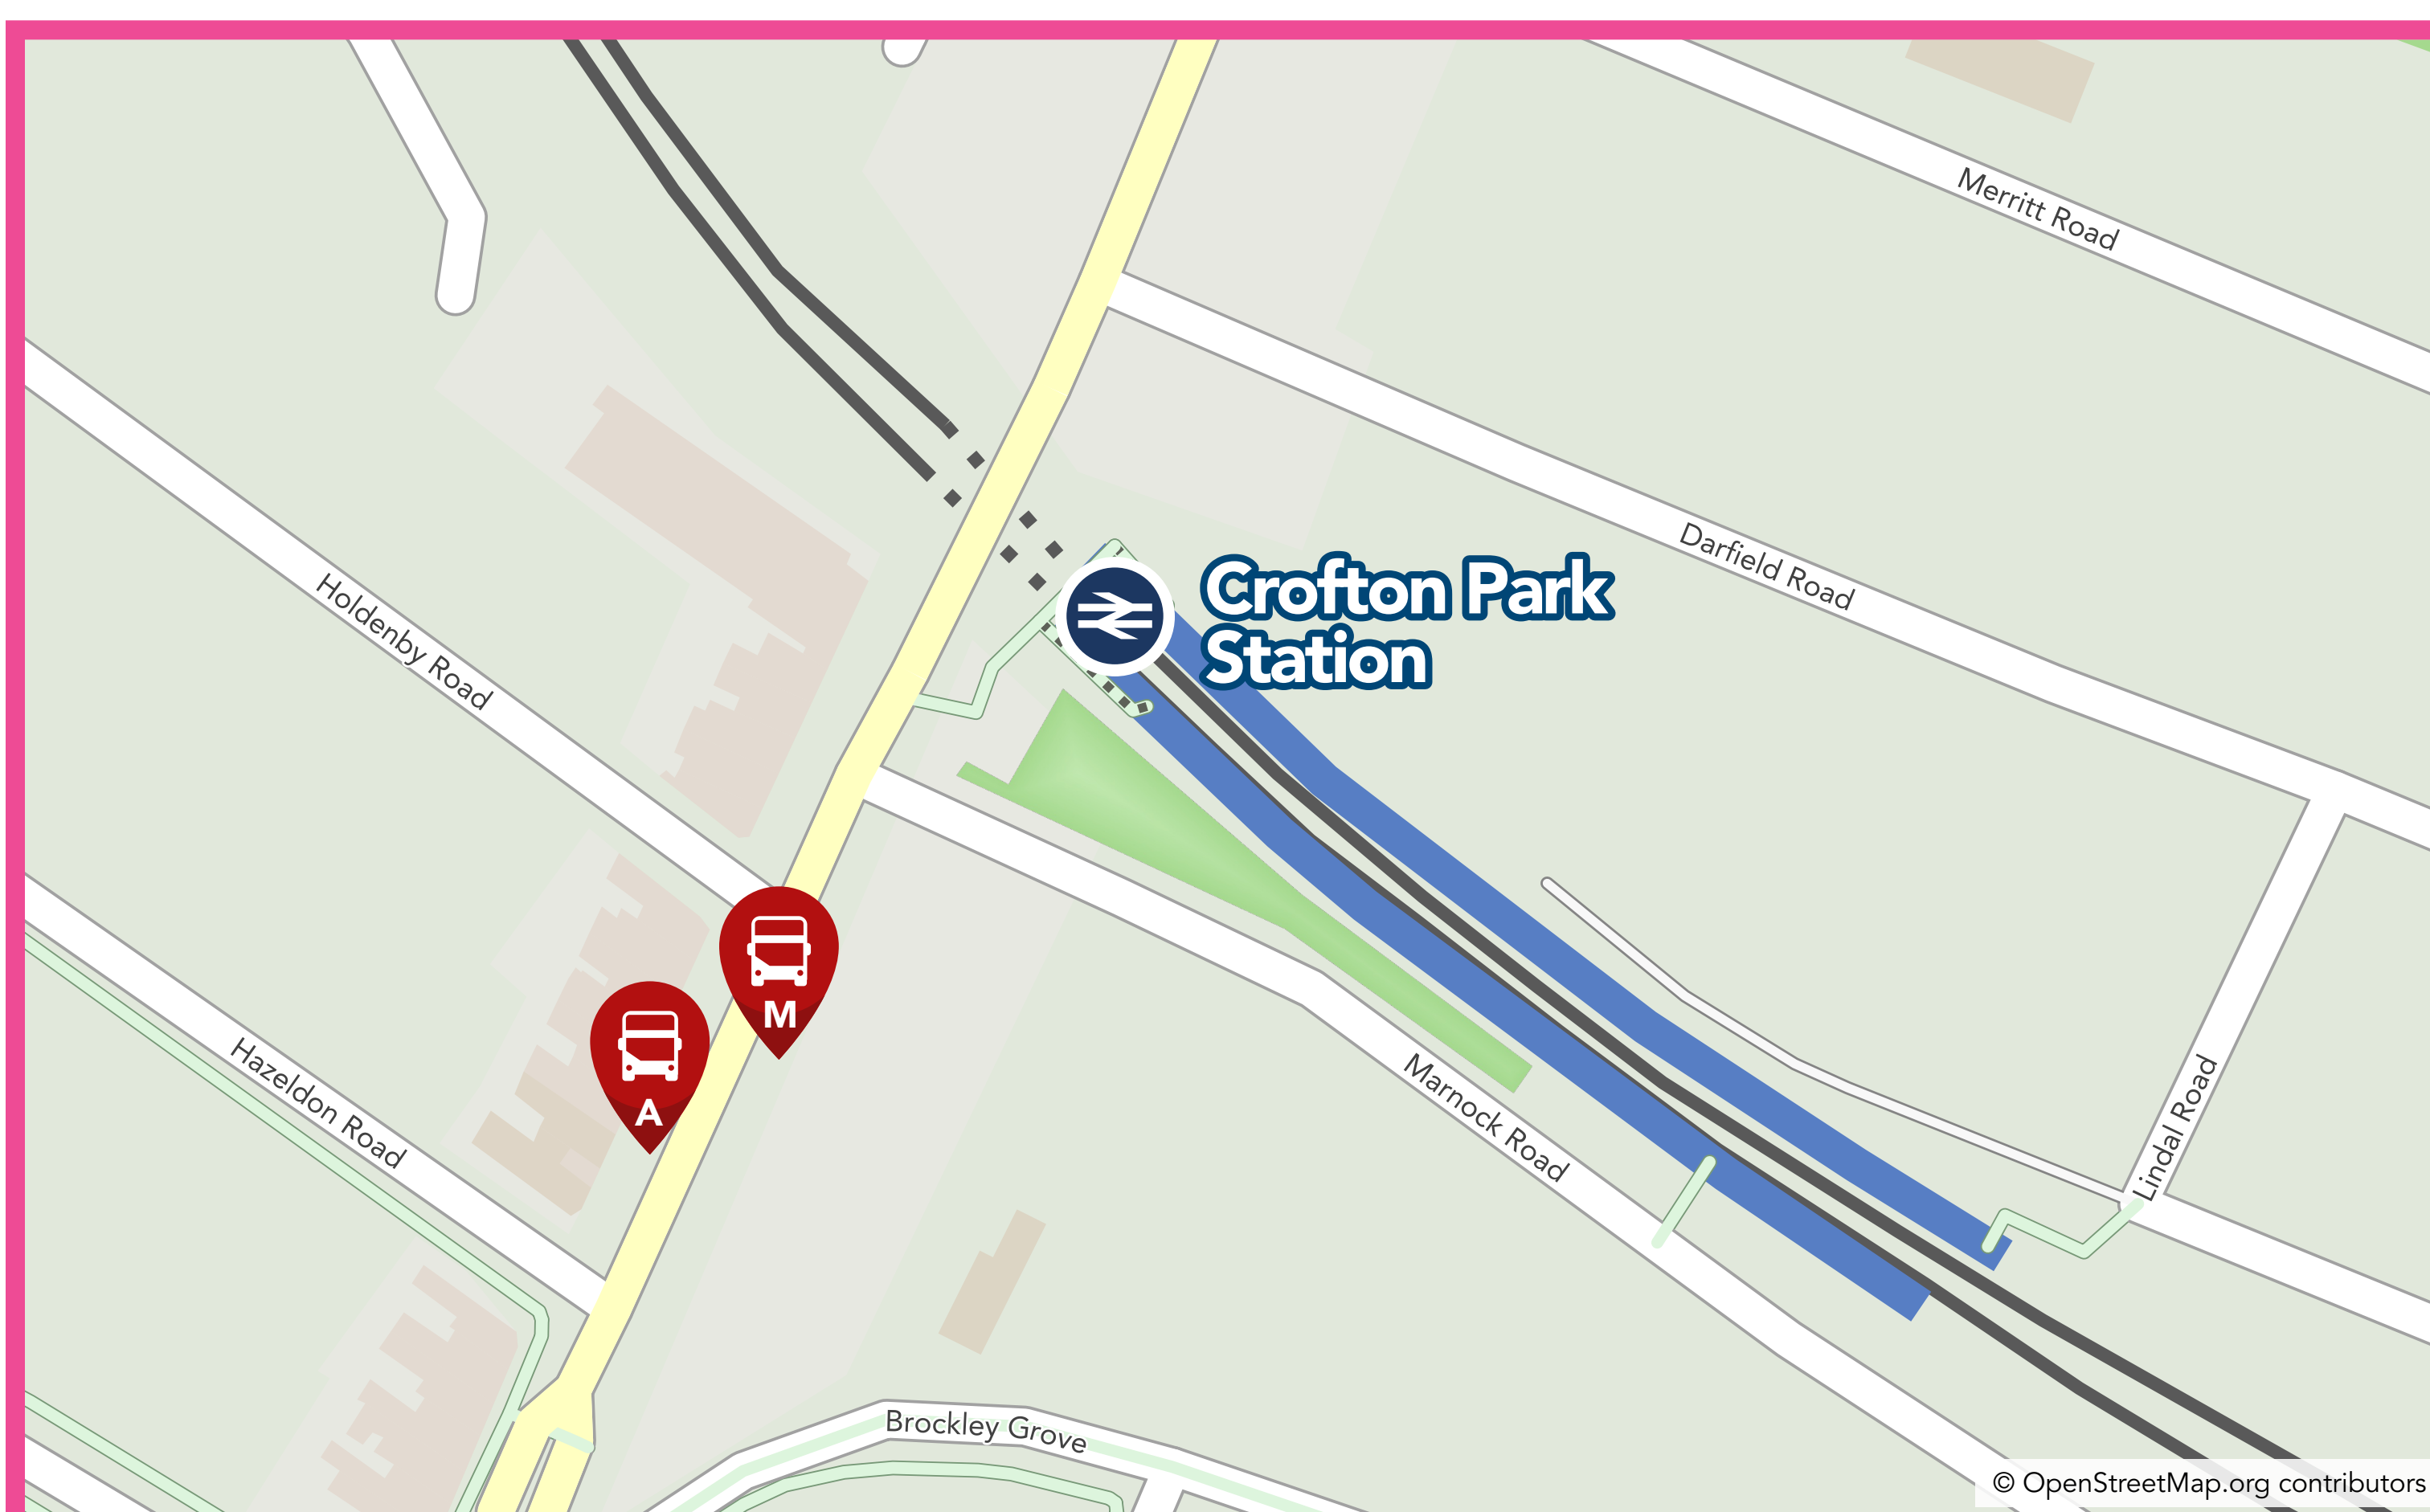 Merritt Road
Darfield Road
Crofton Park
Station
Holdenby Road
M
A
Hazeldon Road
Marnock Road
Lindal Road
Brockley Grove
© OpenStreetMap.org contributors